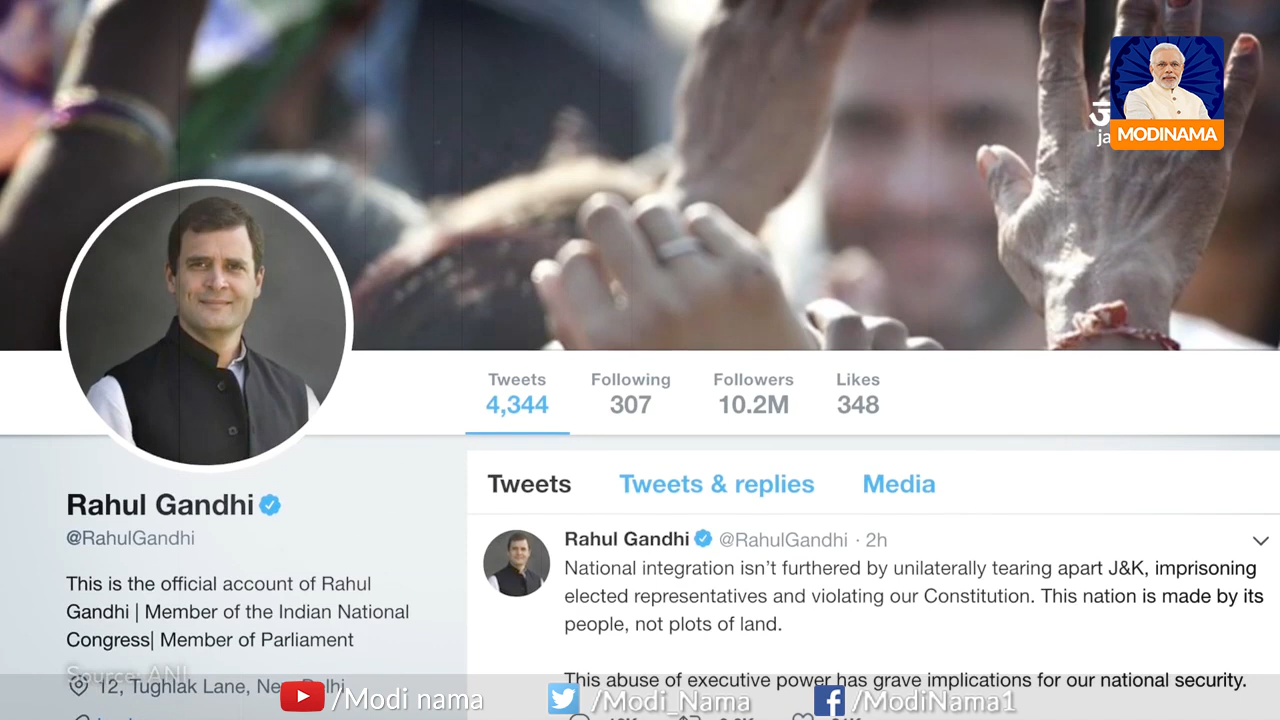 MODINAMA
ja
Tweets Following Followers Likes
4,344 307 10.2M 348
Rahul Gandhi
@RahulGandhi
This is the official account of Rahul
Gandhi | Member of the Indian National
Congress| Member of Parliament
Source: ANI
12, Tughlak Lane, New Delhi
Tweets Tweets & replies Media
Rahul Gandhi @RahulGandhi · 2h
National integration isn’t furthered by unilaterally tearing apart J&K, imprisoning
elected representatives and violating our Constitution. This nation is made by its
people, not plots of land.
This abuse of executive power has grave implications for our national security.
/Modi nama /Modi_Nama /ModiNama1